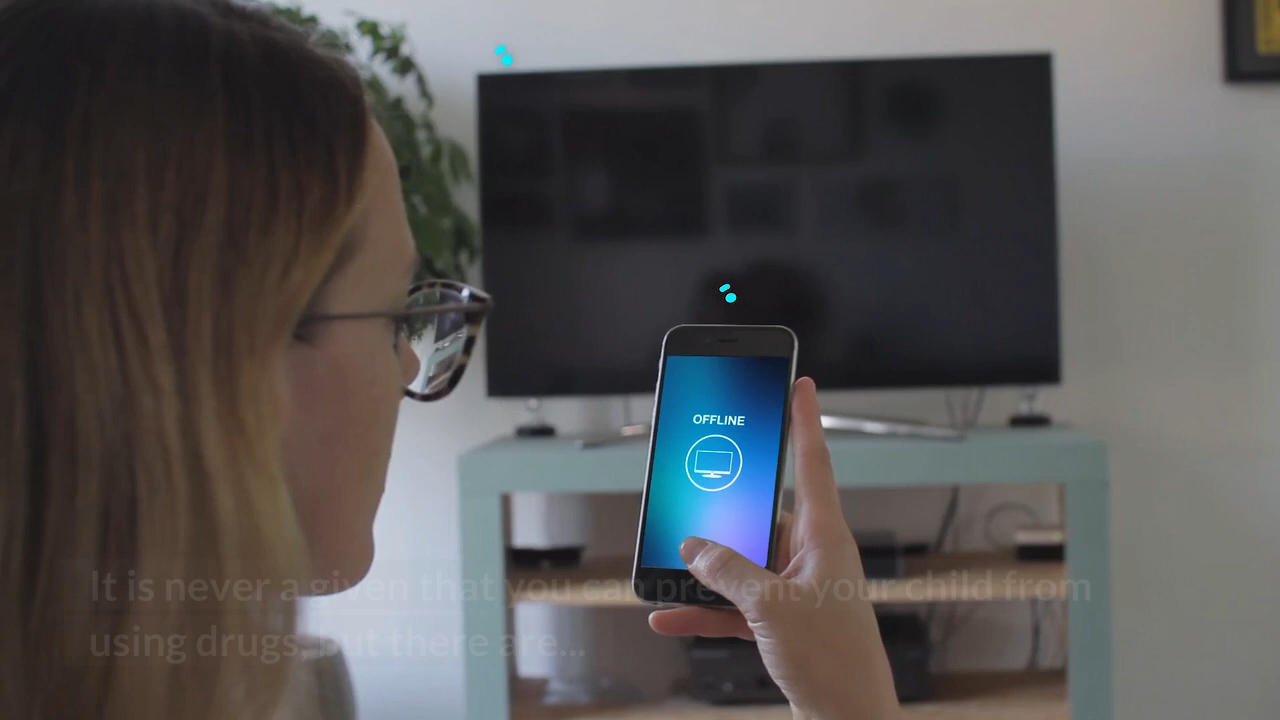 OFFLINE
It is never a given that you can prevent your child from
using drugs, but there are...